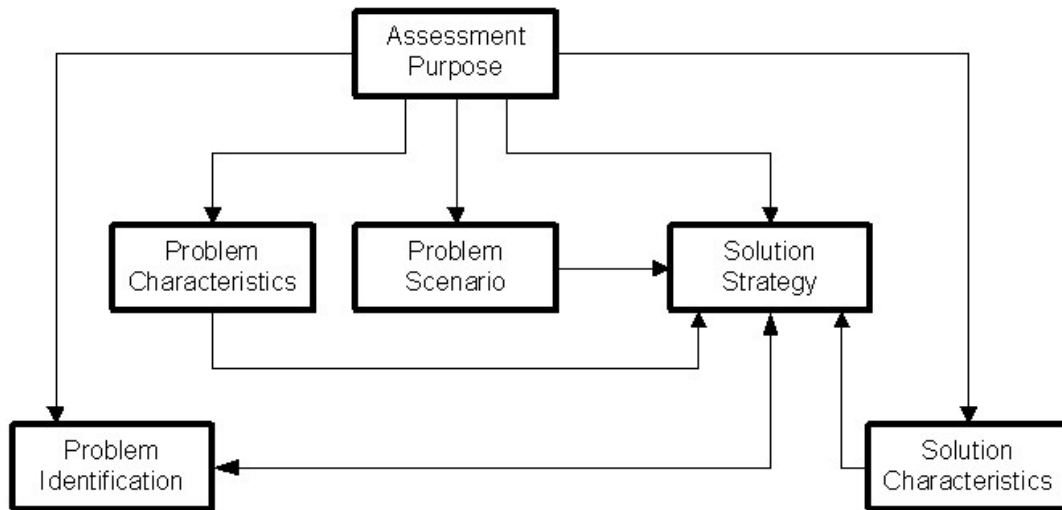 Assessment
Purpose
Problem
Characteristics
Problem
Scenario
Solution
Strategy
Problem
Identification
Solution
Characteristics